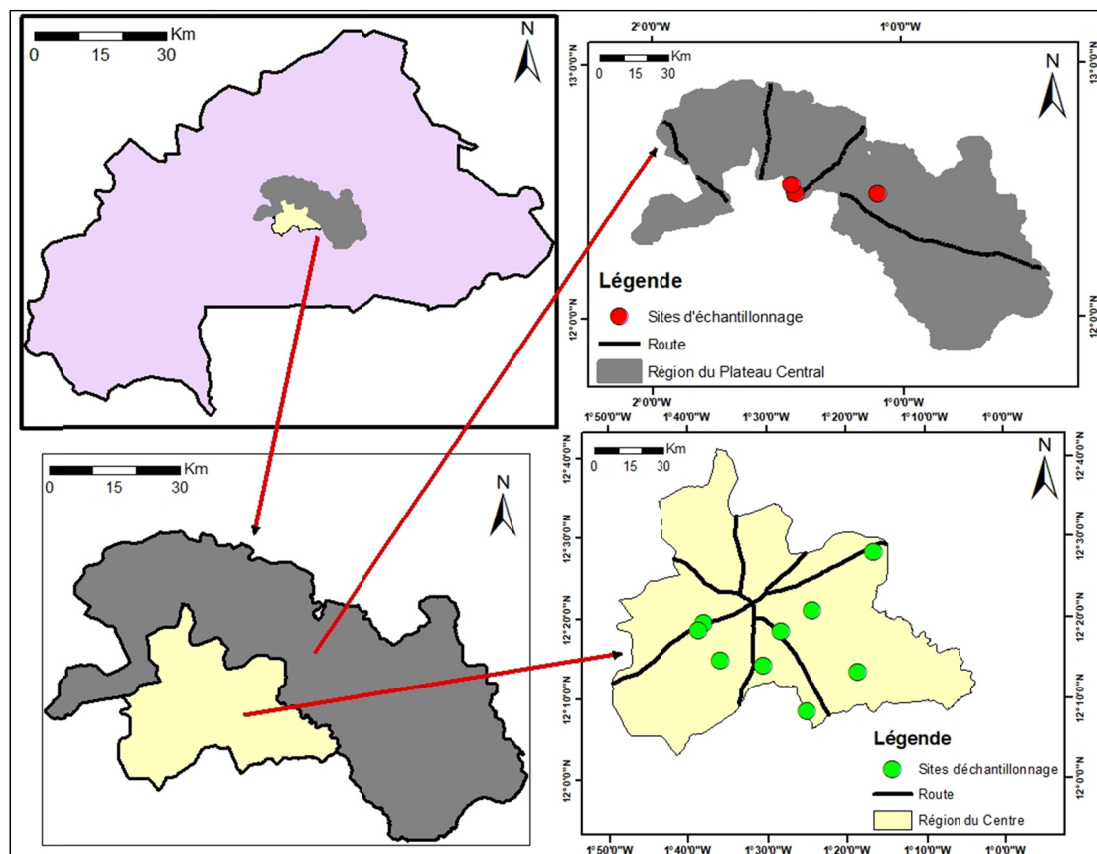 Km
0 15 30
N
2°0'0"W 1°0'0"W
Km
0 15 30
N
13°0'0"N
13°0'0"N
12°0'0"N
12°0'0"N
Légende
Sites d'échantillonnage
Route
Région du Plateau Central
2°0'0"W 1°0'0"W
Km
0 15 30
N
1°50'0"W 1°40'0"W 1°30'0"W 1°20'0"W 1°10'0"W 1°0'0"W
Km
0 15 30
N
12°40'0"N
12°30'0"N
12°20'0"N
12°10'0"N
12°0'0"N
12°40'0"N
12°30'0"N
12°20'0"N
12°10'0"N
12°0'0"N
Légende
Sites déchantillonnage
Route
Région du Centre
1°50'0"W 1°40'0"W 1°30'0"W 1°20'0"W 1°10'0"W 1°0'0"W